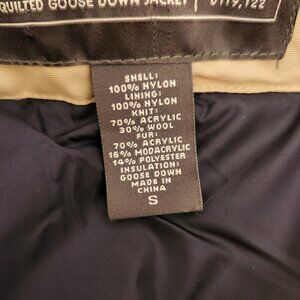 QUILTED GOOSE DOWN JACKET
SHELL:
100% NYLON
LINING:
100% NYLON
KNIT:
70% ACRYLIC
30% WOOL
FUR:
70% ACRYLIC
16% MODACRYLIC
14% POLYESTER
INSULATION:
GOOSE DOWN
MADE IN
CHINA
S